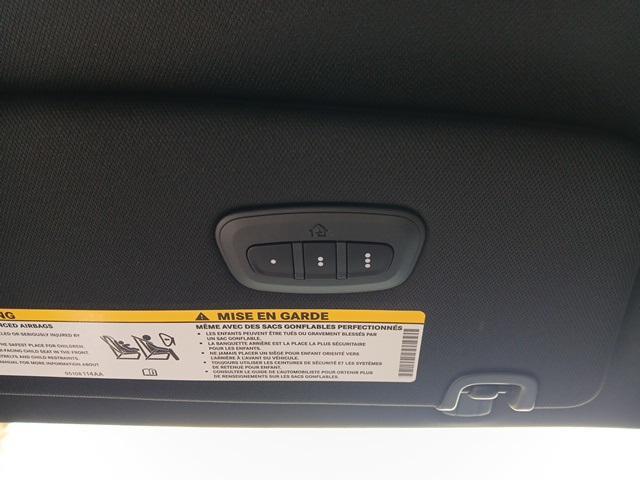 NG
NCED AIRBAGS
LLED OR SERIOUSLY INJURED BY
THE SAFEST PLACE FOR CHILDREN.
-FACING CHILD SEAT IN THE FRONT.
AND CHILD RESTRAINTS.
MANUAL FOR MORE INFORMATION ABOUT
95108114AA
MISE EN GARDE
MÊME AVEC DES SACS GONFLABLES PERFECTIONNÉS
• LES ENFANTS PEUVENT ÊTRE TUÉS OU GRAVEMENT BLESSÉS PAR
UN SAC GONFLABLE.
• LA BANQUETTE ARRIÈRE EST LA PLACE LA PLUS SÉCURITAIRE
POUR LES ENFANTS.
• NE JAMAIS PLACER UN SIÈGE POUR ENFANT ORIENTÉ VERS
L'ARRIÈRE À L'AVANT DU VÉHICULE.
• TOUJOURS UTILISER LES CEINTURES DE SÉCURITÉ ET LES SYSTÈMES
DE RETENUE POUR ENFANT.
• CONSULTER LE GUIDE DE L'AUTOMOBILISTE POUR OBTENIR PLUS
DE RENSEIGNEMENTS SUR LES SACS GONFLABLES.